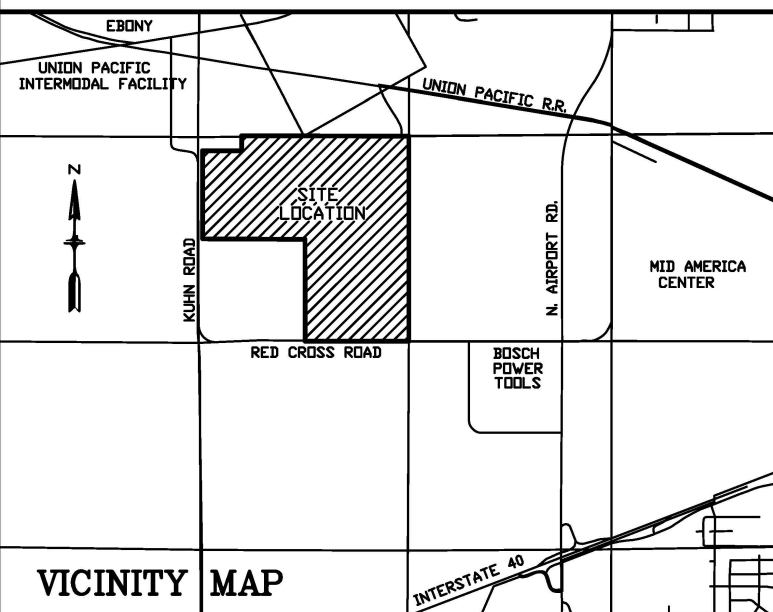 EBONY
UNION PACIFIC
INTERMODAL FACILITY
UNION PACIFIC R.R.
N
SITE
LOCATION
KUHN ROAD
N. AIRPORT RD.
MID AMERICA
CENTER
RED CROSS ROAD
BOSCH
POWER
TOOLS
INTERSTATE 40
VICINITY MAP